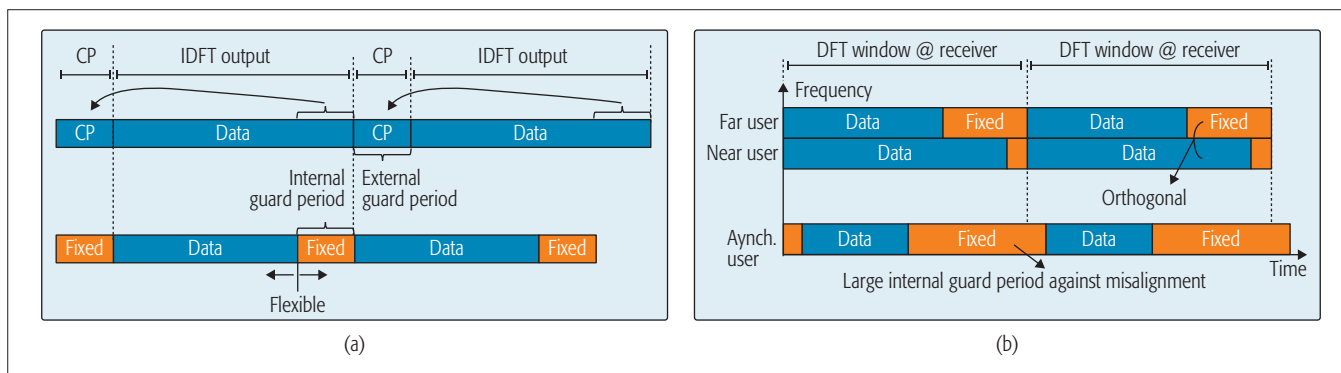 CP IDFT output CP IDFT output
CP Data CP Data
Internal guard period
External guard period
Fixed Data Fixed Data Fixed
Flexible
(a)
DFT window @ receiver DFT window @ receiver
Frequency
Far user Data Fixed Data Fixed
Near user Data Data
Orthogonal
Aynch. user Data Fixed Data Fixed
Time
Large internal guard period against misalignment
(b)